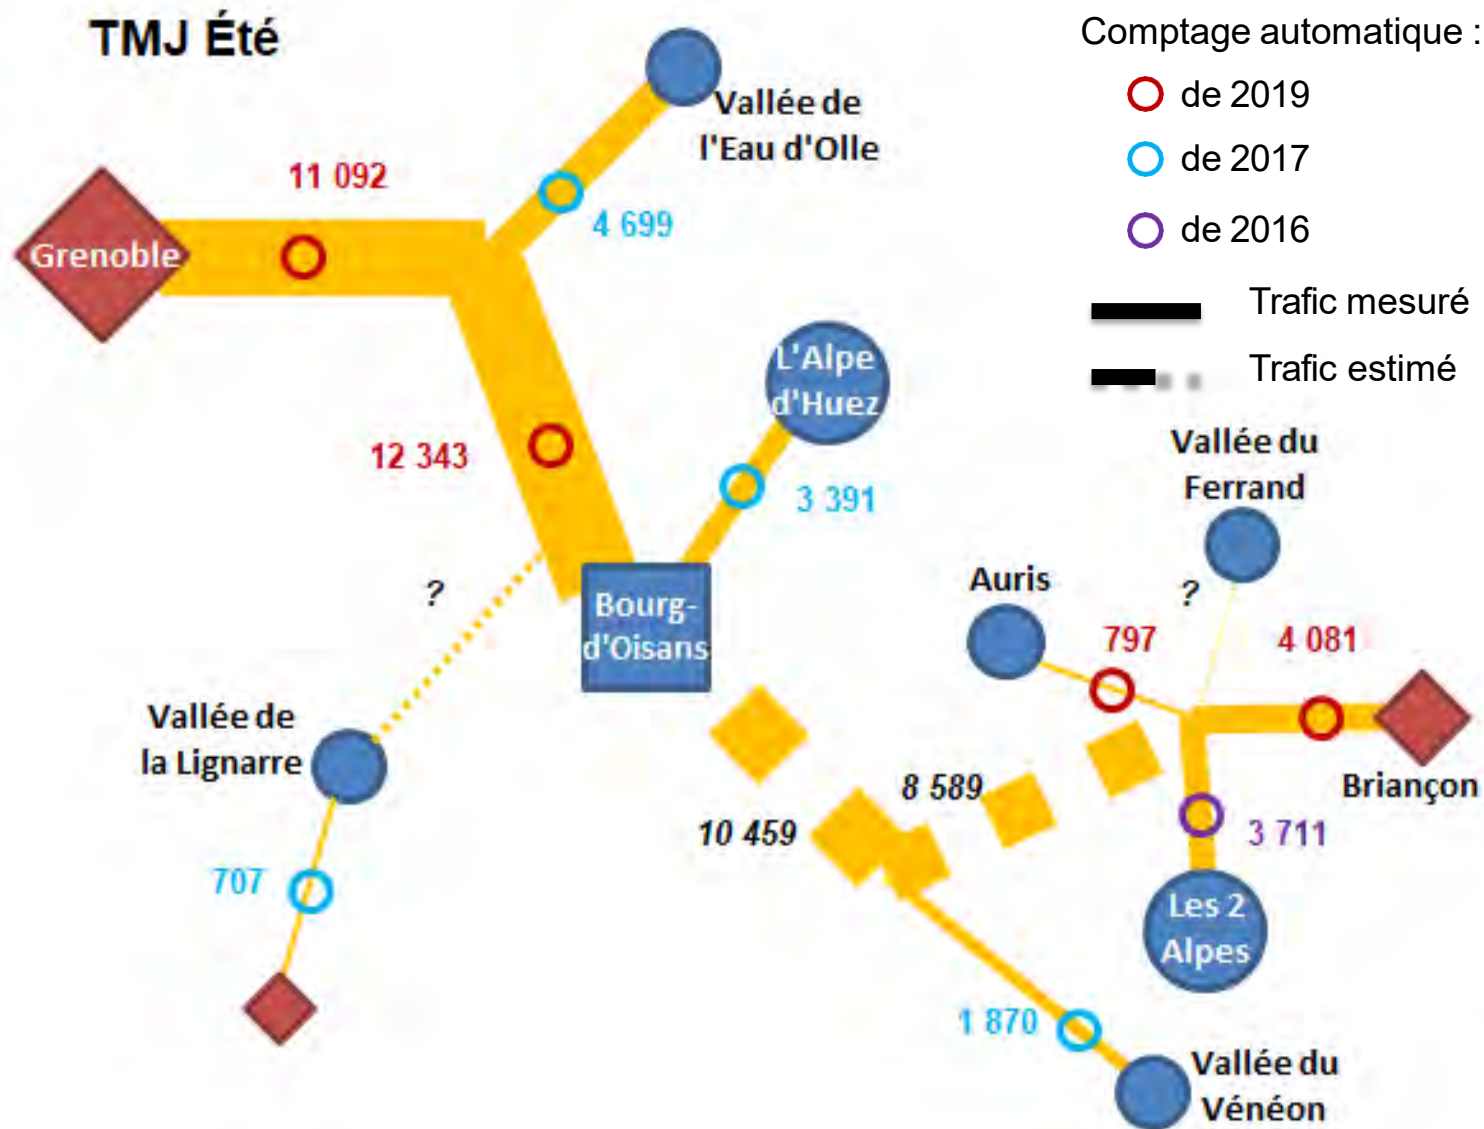 TMJ Été
Comptage automatique :
de 2019
de 2017
de 2016
Trafic mesuré
Trafic estimé
Vallée de
l'Eau d'Olle
11 092
4 699
Grenoble
L'Alpe
d'Huez
12 343
3 391
Vallée du
Ferrand
?
Auris
?
797
4 081
Bourg-
d'Oisans
Vallée de
la Lignarre
Briançon
8 589
10 459
3 711
707
Les 2
Alpes
1 870
Vallée du
Vénéon